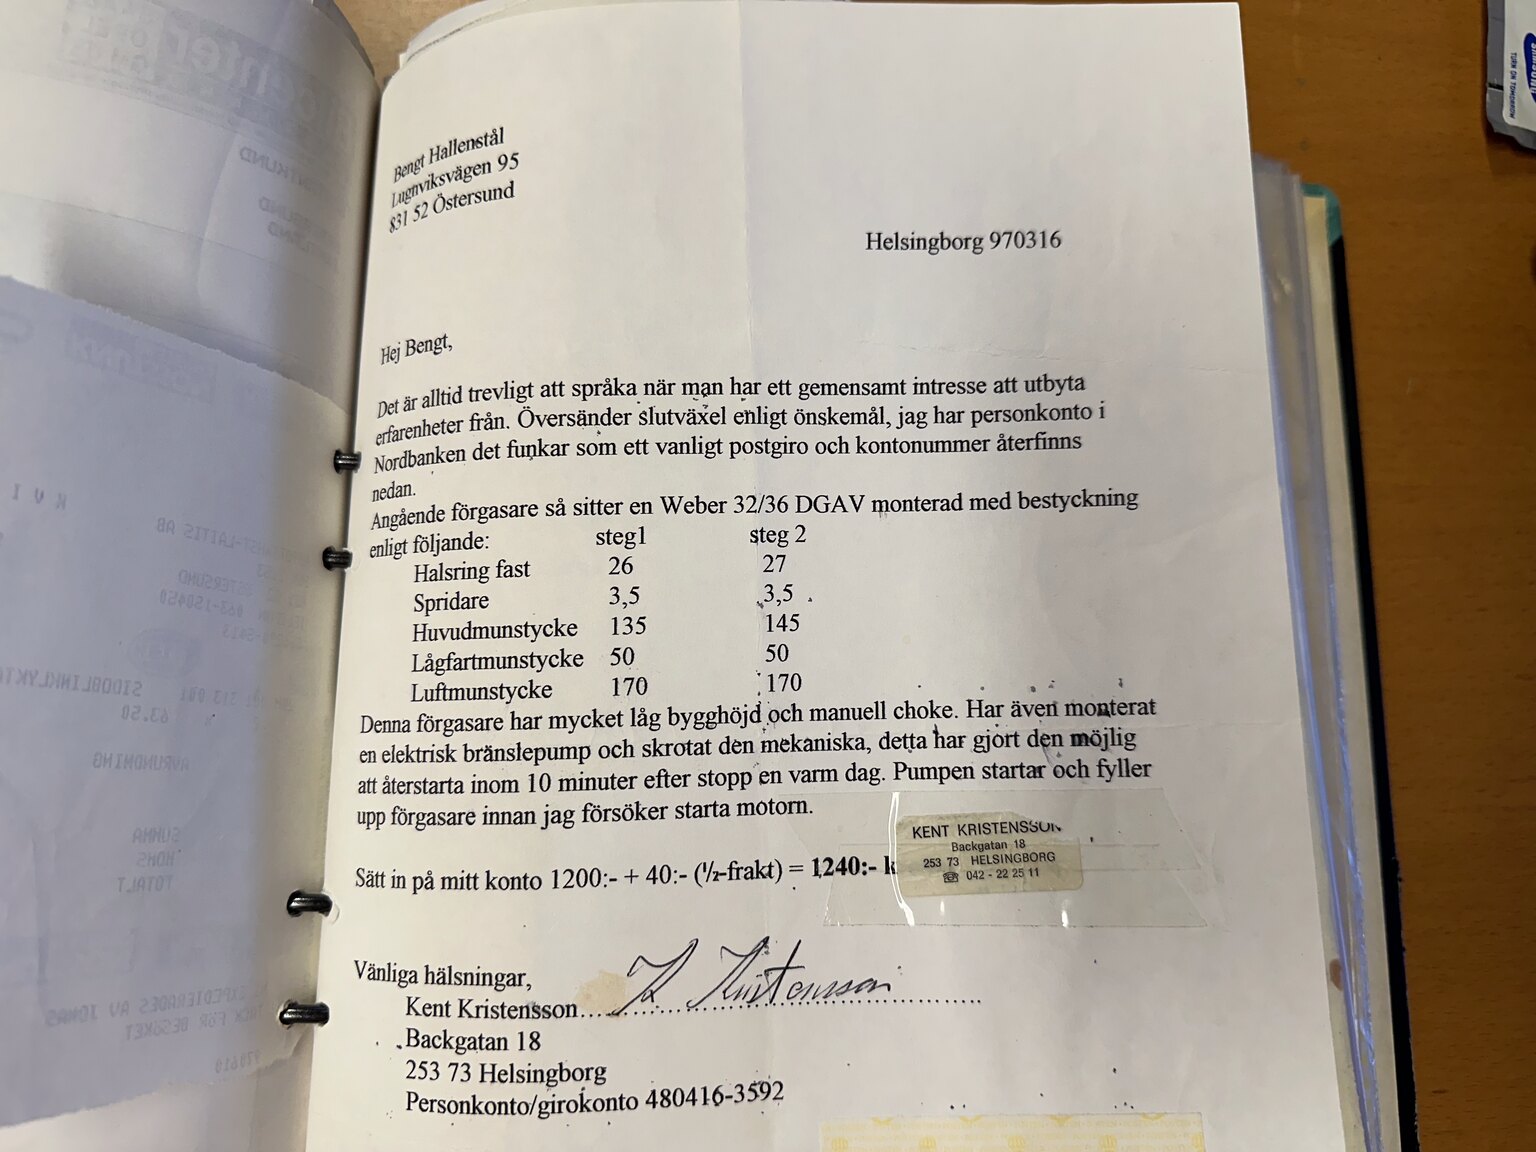 Bengt Hallenstål
Lugnviksvägen 95
831 52 Östersund
Helsingborg 970316
Hej Bengt,
Det är alltid trevligt att språka när man har ett gemensamt intresse att utbyta
erfarenheter från. Översänder slutväxel enligt önskemål, jag har personkonto i
Nordbanken det funkar som ett vanligt postgiro och kontonummer återfinns
nedan.
Angående förgasare så sitter en Weber 32/36 DGAV monterad med bestyckning
enligt följande: steg1 steg 2
Halsring fast 26 27
Spridare 3,5 3,5
Huvudmunstycke 135 145
Lågfartmunstycke 50 50
Luftmunstycke 170 170
Denna förgasare har mycket låg bygghöjd och manuell choke. Har även monterat
en elektrisk bränslepump och skrotat den mekaniska, detta har gjort den möjlig
att återstarta inom 10 minuter efter stopp en varm dag. Pumpen startar och fyller
upp förgasare innan jag försöker starta motorn.
Sätt in på mitt konto 1200:- + 40:- (½-frakt) = 1240:- k
KENT KRISTENSSON
Backgatan 18
253 73 HELSINGBORG
☏ 042 - 22 25 11
Vänliga hälsningar,
Kent Kristensson
K Kristensson
Backgatan 18
253 73 Helsingborg
Personkonto/girokonto 480416-3592
SAMSUNG
TURN ON TOMORROW